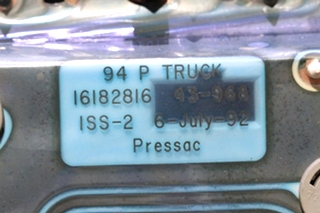 94 P TRUCK
16182816
ISS-2 6-July-92
Pressac